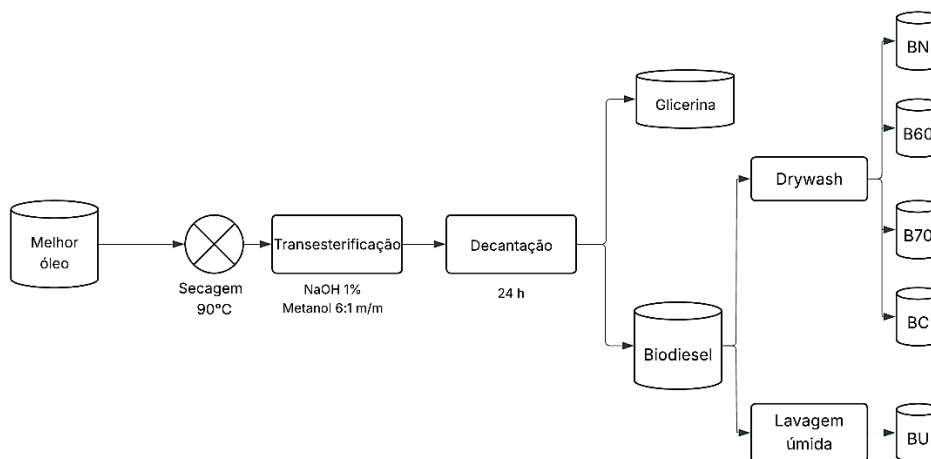 Melhor
óleo
Secagem
90°C
Transesterificação
NaOH 1%
Metanol 6:1 m/m
Decantação
24 h
Glicerina
Biodiesel
Drywash
Lavagem
úmida
BN
B60
B70
BC
BU